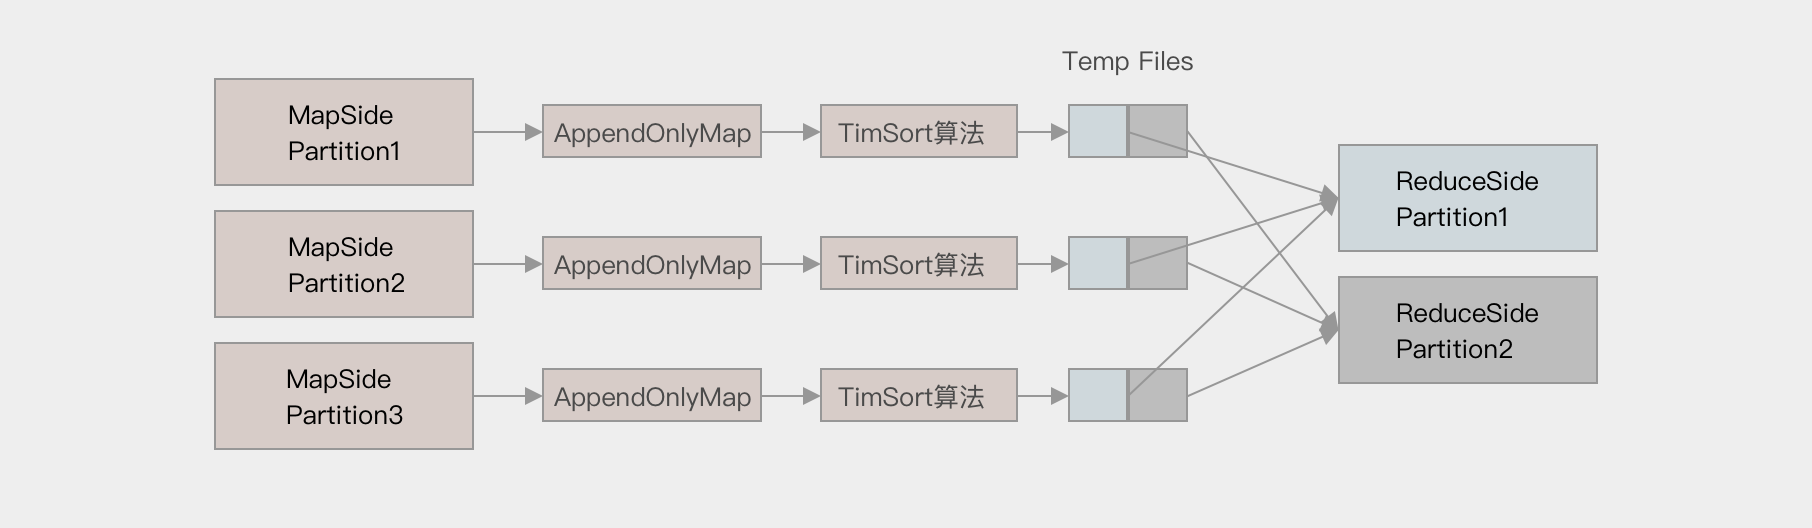 Temp Files
MapSide
Partition1
AppendOnlyMap
TimSort算法
MapSide
Partition2
AppendOnlyMap
TimSort算法
MapSide
Partition3
AppendOnlyMap
TimSort算法
ReduceSide
Partition1
ReduceSide
Partition2